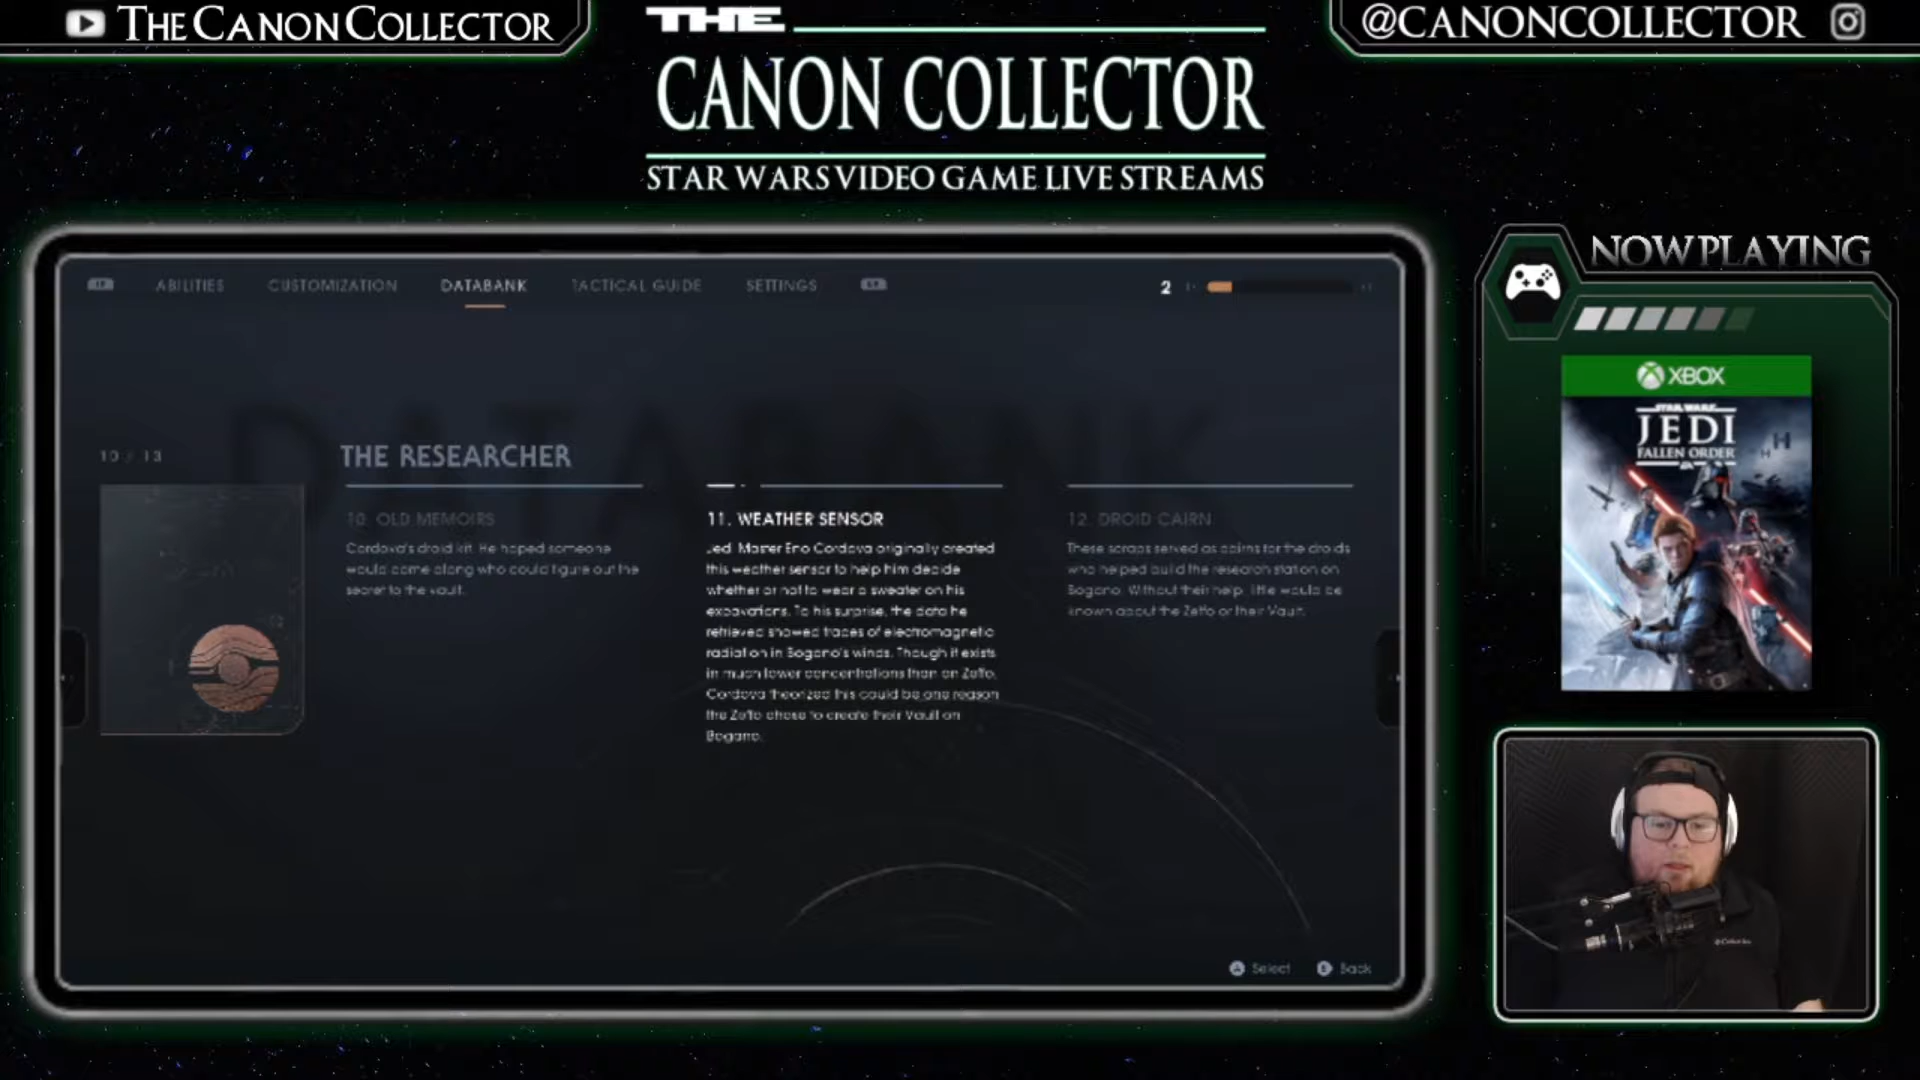 THE CANON COLLECTOR
THE
CANON COLLECTOR
STAR WARS VIDEO GAME LIVE STREAMS
@CANONCOLLECTOR
ABILITIES CUSTOMIZATION DATABANK TACTICAL GUIDE SETTINGS
2
DATABANK
10 / 13
THE RESEARCHER
10. OLD MEMOIRS
Cordova's droid kit. He hoped someone
would come along who could figure out the
secret to the vault.
11. WEATHER SENSOR
Jedi Master Eno Cordova originally created
this weather sensor to help him decide
whether or not to wear a sweater on his
excavations. To his surprise, the data he
retrieved showed traces of electromagnetic
radiation in Bogano's winds. Though it exists
in much lower concentrations than on Zeffo,
Cordova theorized this could be one reason
the Zeffo chose to create their Vault on
Bogano.
12. DROID CAIRN
These scraps served as cairns for the droids
who helped build the research station on
Bogano. Without their help, little would be
known about the Zeffo or their Vault.
A Select B Back
NOW PLAYING
XBOX
STAR WARS
JEDI
FALLEN ORDER